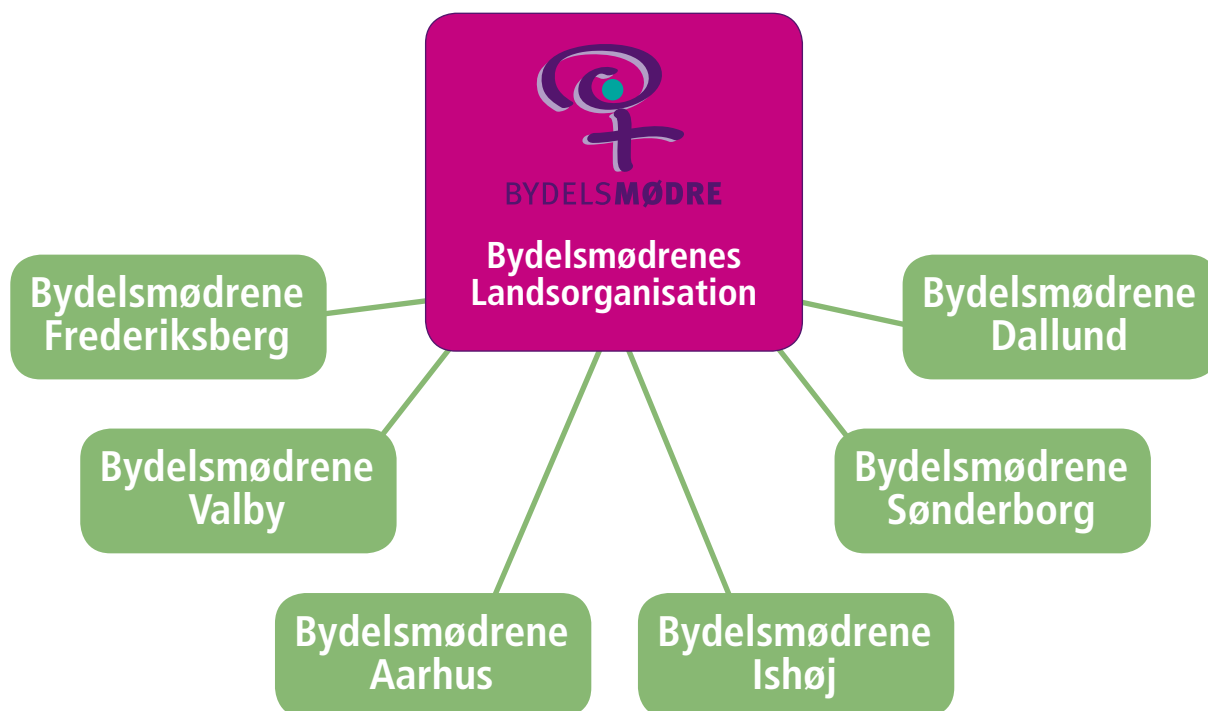 BYDELSMØDRE
Bydelsmødrenes
Landsorganisation
Bydelsmødrene
Frederiksberg
Bydelsmødrene
Dallund
Bydelsmødrene
Valby
Bydelsmødrene
Sønderborg
Bydelsmødrene
Aarhus
Bydelsmødrene
Ishøj